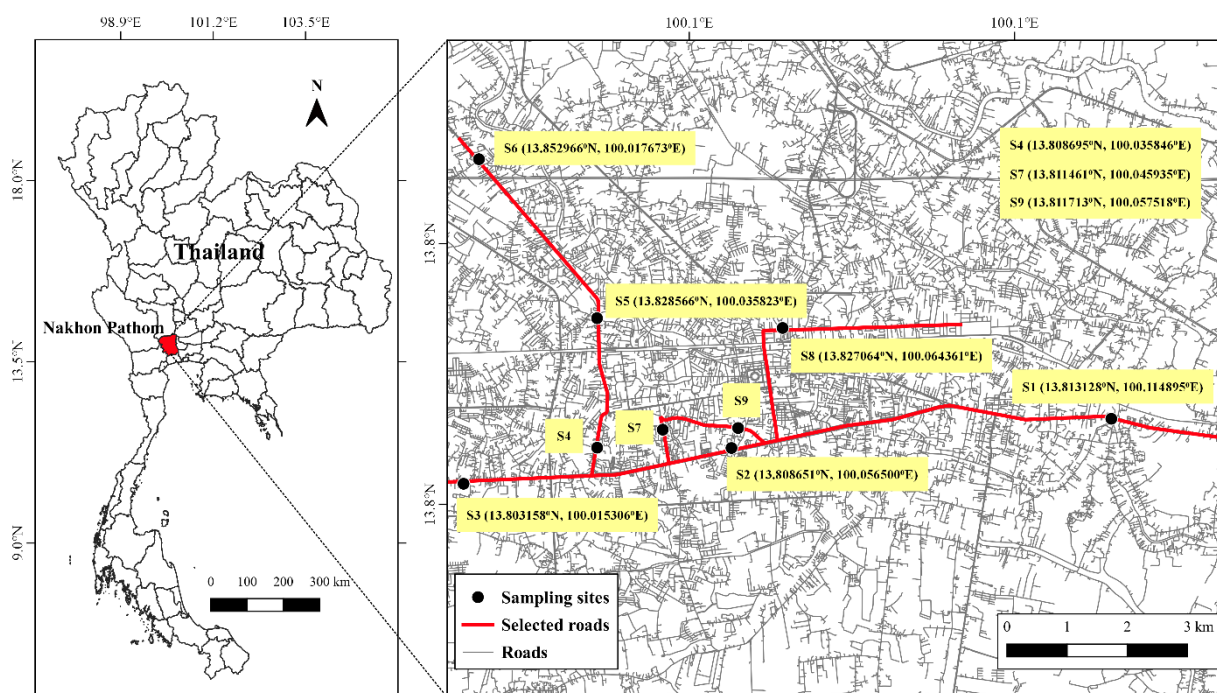 98.9°E 101.2°E 103.5°E
N
18.0°N
Thailand
Nakhon Pathom
13.5°N
9.0°N
0 100 200 300 km
100.1°E 100.1°E
S6 (13.852966⁰N, 100.017673⁰E)
S4 (13.808695⁰N, 100.035846⁰E)
S7 (13.811461⁰N, 100.045935⁰E)
S9 (13.811713⁰N, 100.057518⁰E)
13.8°N
S5 (13.828566⁰N, 100.035823⁰E)
S8 (13.827064⁰N, 100.064361⁰E)
S1 (13.813128⁰N, 100.114895⁰E)
S9
S7
S4
S2 (13.808651⁰N, 100.056500⁰E)
13.8°N
S3 (13.803158⁰N, 100.015306⁰E)
Sampling sites
Selected roads
Roads
0 1 2 3 km